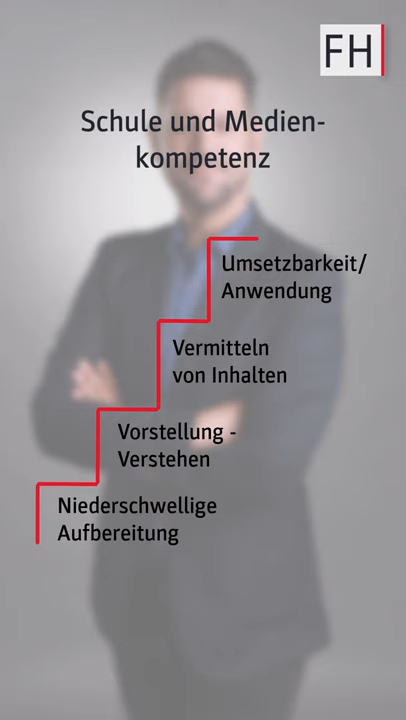 FH
Schule und Medien-
kompetenz
Umsetzbarkeit/
Anwendung
Vermitteln
von Inhalten
Vorstellung -
Verstehen
Niederschwellige
Aufbereitung